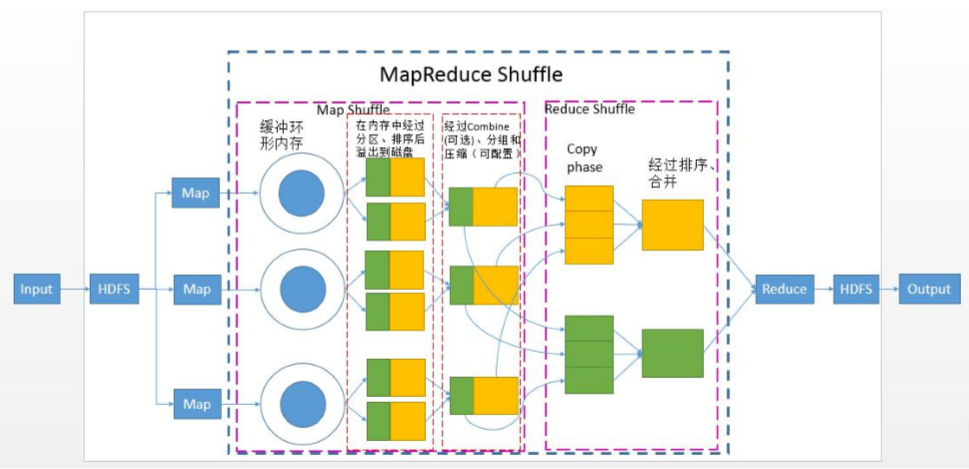 MapReduce Shuffle
Map Shuffle
Reduce Shuffle
缓冲环
形内存
在内存中经过
分区、排序后
溢出到磁盘
经过Combine
(可选)、分组和
压缩（可配置）
Copy
phase
经过排序、
合并
Map
Input
HDFS
Map
Reduce
HDFS
Output
Map